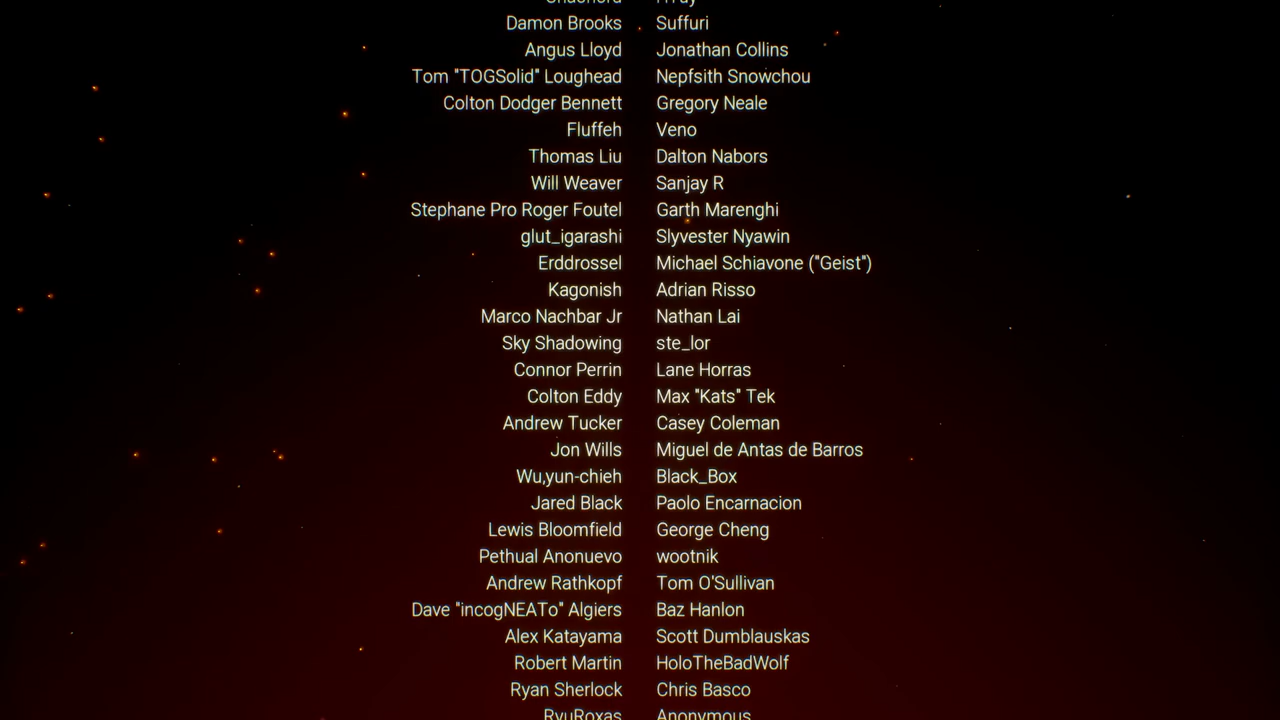 Damon Brooks Suffuri
Angus Lloyd Jonathan Collins
Tom "TOGSolid" Loughead Nepfsith Snowchou
Colton Dodger Bennett Gregory Neale
Fluffeh Veno
Thomas Liu Dalton Nabors
Will Weaver Sanjay R
Stephane Pro Roger Foutel Garth Marenghi
glut_igarashi Slyvester Nyawin
Erddrossel Michael Schiavone ("Geist")
Kagonish Adrian Risso
Marco Nachbar Jr Nathan Lai
Sky Shadowing ste_lor
Connor Perrin Lane Horras
Colton Eddy Max "Kats" Tek
Andrew Tucker Casey Coleman
Jon Wills Miguel de Antas de Barros
Wu,yun-chieh Black_Box
Jared Black Paolo Encarnacion
Lewis Bloomfield George Cheng
Pethual Anonuevo wootnik
Andrew Rathkopf Tom O'Sullivan
Dave "incogNEATo" Algiers Baz Hanlon
Alex Katayama Scott Dumblauskas
Robert Martin HoloTheBadWolf
Ryan Sherlock Chris Basco
RyuRoxas Anonymous